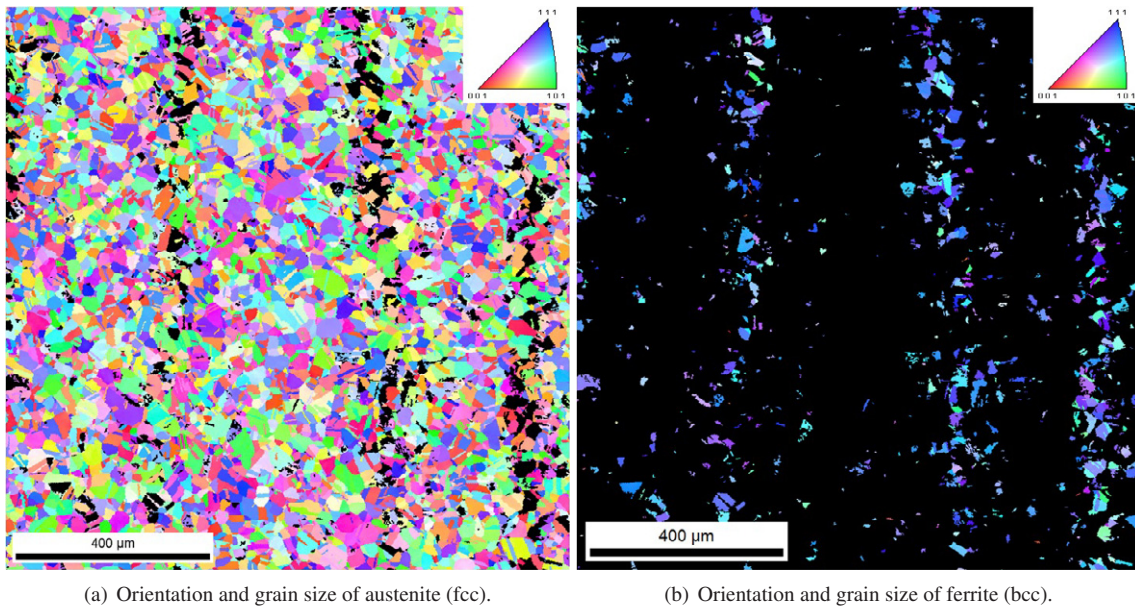 111
001 101
111
001 101
400 µm
400 µm
(a) Orientation and grain size of austenite (fcc).
(b) Orientation and grain size of ferrite (bcc).